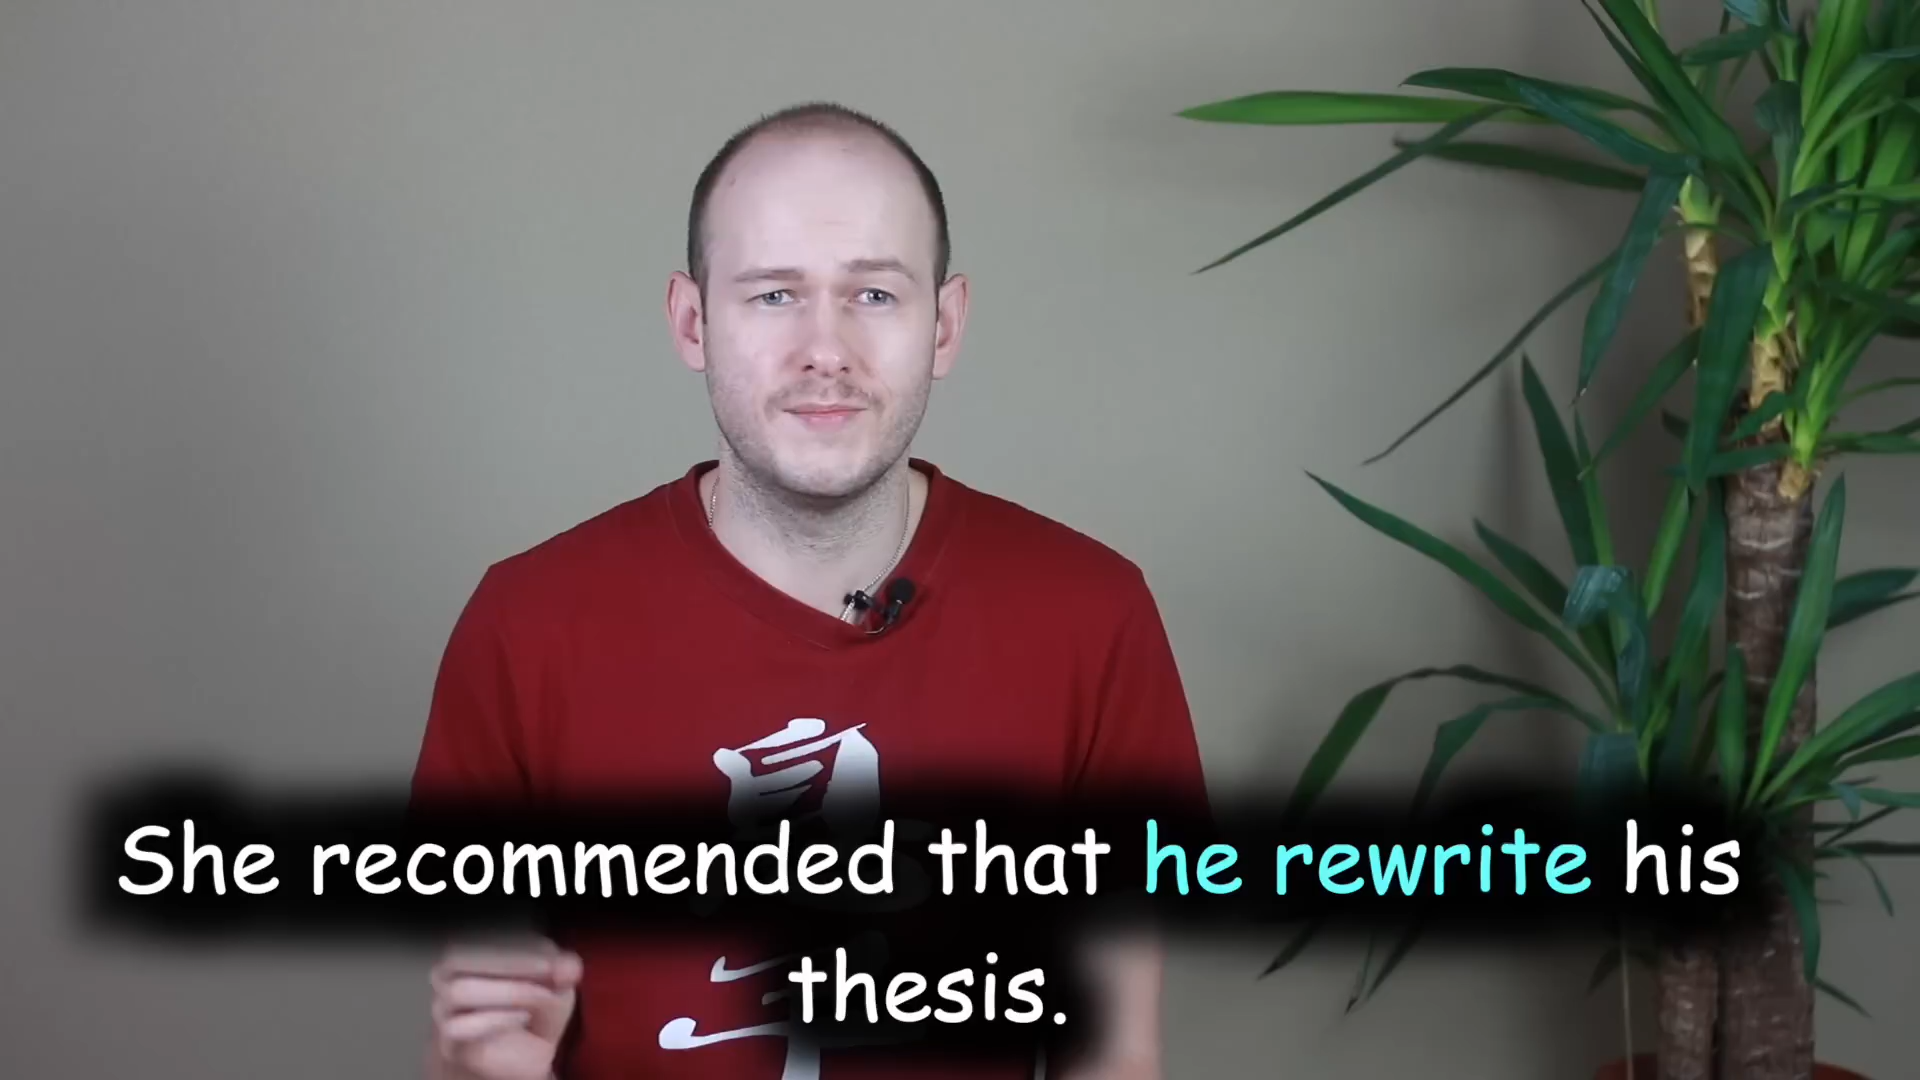 She recommended that he rewrite his
thesis.